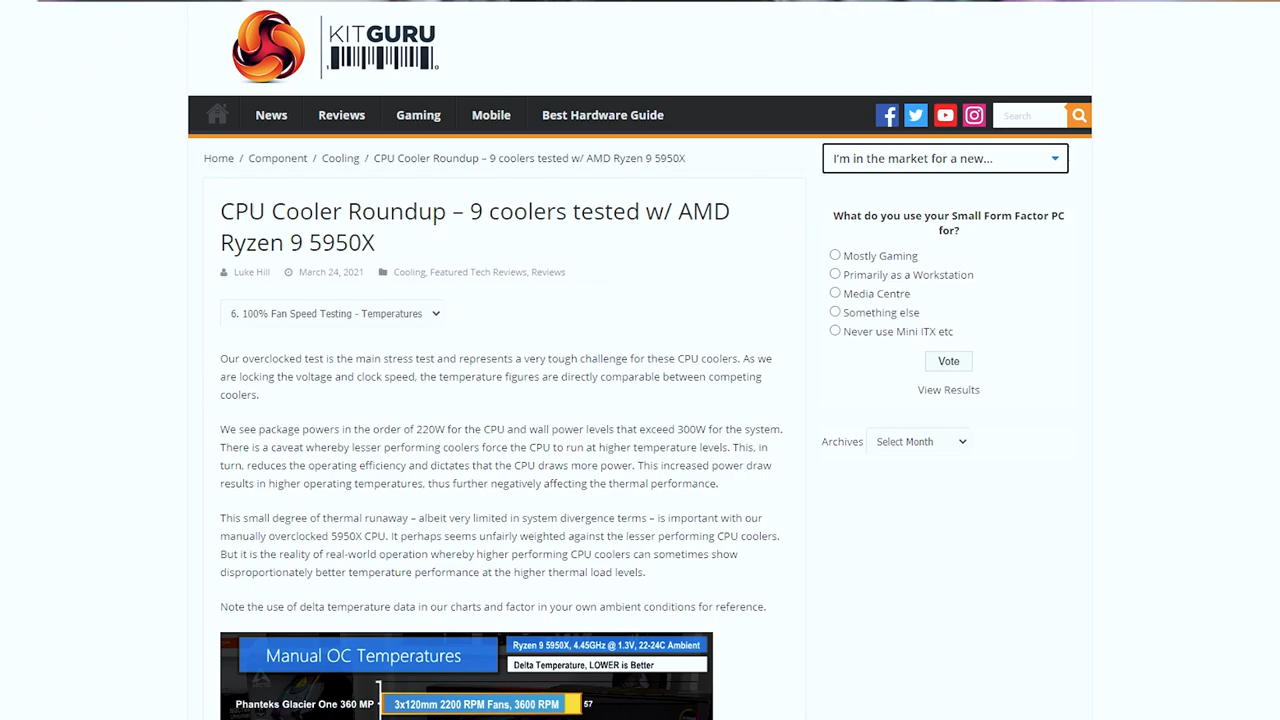 KITGURU
News
Reviews
Gaming
Mobile
Best Hardware Guide
Search
Home / Component / Cooling / CPU Cooler Roundup – 9 coolers tested w/ AMD Ryzen 9 5950X
CPU Cooler Roundup – 9 coolers tested w/ AMD
Ryzen 9 5950X
Luke Hill March 24, 2021 Cooling, Featured Tech Reviews, Reviews
6. 100% Fan Speed Testing - Temperatures
Our overclocked test is the main stress test and represents a very tough challenge for these CPU coolers. As we
are locking the voltage and clock speed, the temperature figures are directly comparable between competing
coolers.
We see package powers in the order of 220W for the CPU and wall power levels that exceed 300W for the system.
There is a caveat whereby lesser performing coolers force the CPU to run at higher temperature levels. This, in
turn, reduces the operating efficiency and dictates that the CPU draws more power. This increased power draw
results in higher operating temperatures, thus further negatively affecting the thermal performance.
This small degree of thermal runaway – albeit very limited in system divergence terms – is important with our
manually overclocked 5950X CPU. It perhaps seems unfairly weighted against the lesser performing CPU coolers.
But it is the reality of real-world operation whereby higher performing CPU coolers can sometimes show
disproportionately better temperature performance at the higher thermal load levels.
Note the use of delta temperature data in our charts and factor in your own ambient conditions for reference.
Manual OC Temperatures
Ryzen 9 5950X, 4.45GHz @ 1.3V, 22-24C Ambient
Delta Temperature, LOWER is Better
Phanteks Glacier One 360 MP
3x120mm 2200 RPM Fans, 3600 RPM
57
I'm in the market for a new...
What do you use your Small Form Factor PC
for?
Mostly Gaming
Primarily as a Workstation
Media Centre
Something else
Never use Mini ITX etc
Vote
View Results
Archives
Select Month